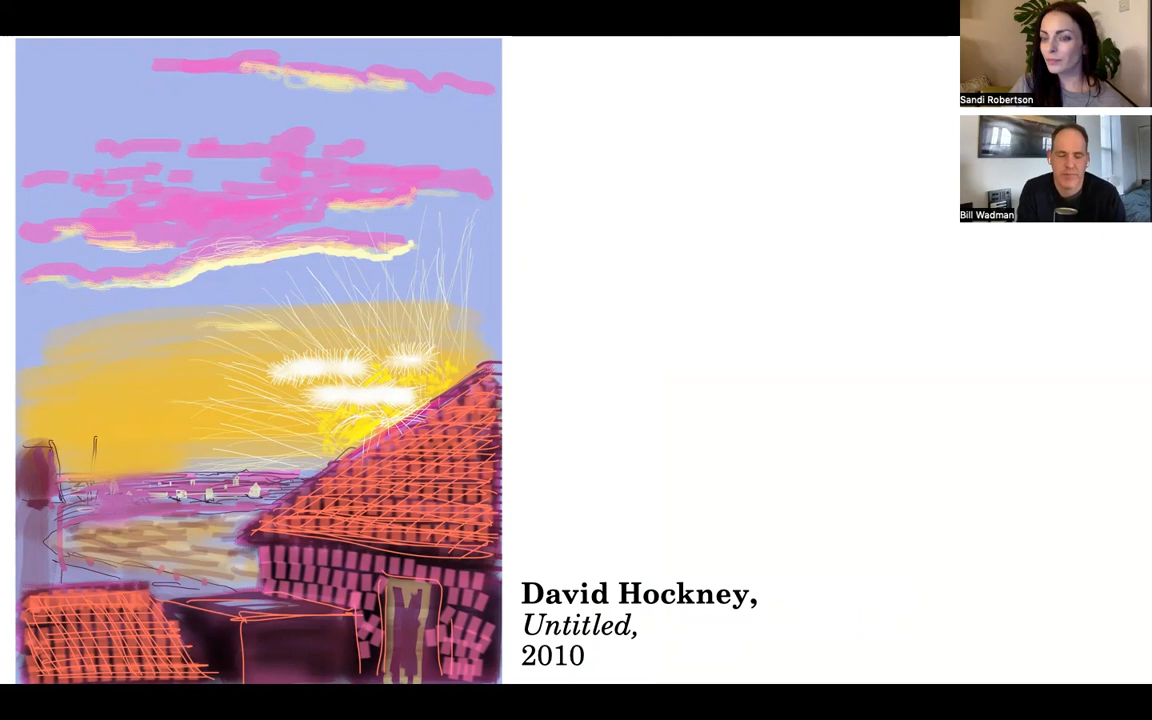 Sandi Robertson
Bill Wadman
David Hockney,
Untitled,
2010